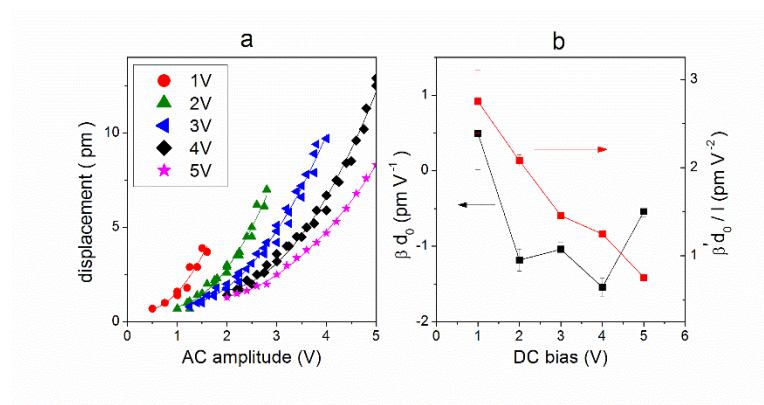 a
b
displacement ( pm )
10
5
0
1V
2V
3V
4V
5V
0 1 2 3 4 5
AC amplitude (V)
β d0 (pm V-1)
1
0
-1
-2
0 1 2 3 4 5 6
DC bias (V)
3
2
1
β' d0 / l (pm V-2)